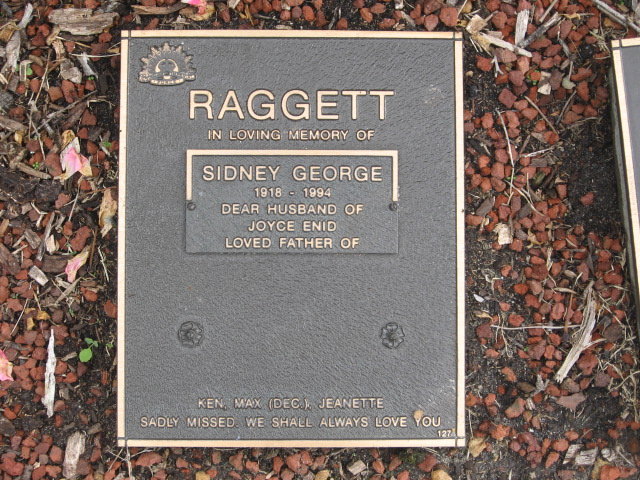 RAGGETT
IN LOVING MEMORY OF
SIDNEY GEORGE
1918 - 1994
DEAR HUSBAND OF
JOYCE ENID
LOVED FATHER OF
KEN, MAX (DEC.), JEANETTE
SADLY MISSED. WE SHALL ALWAYS LOVE YOU
127